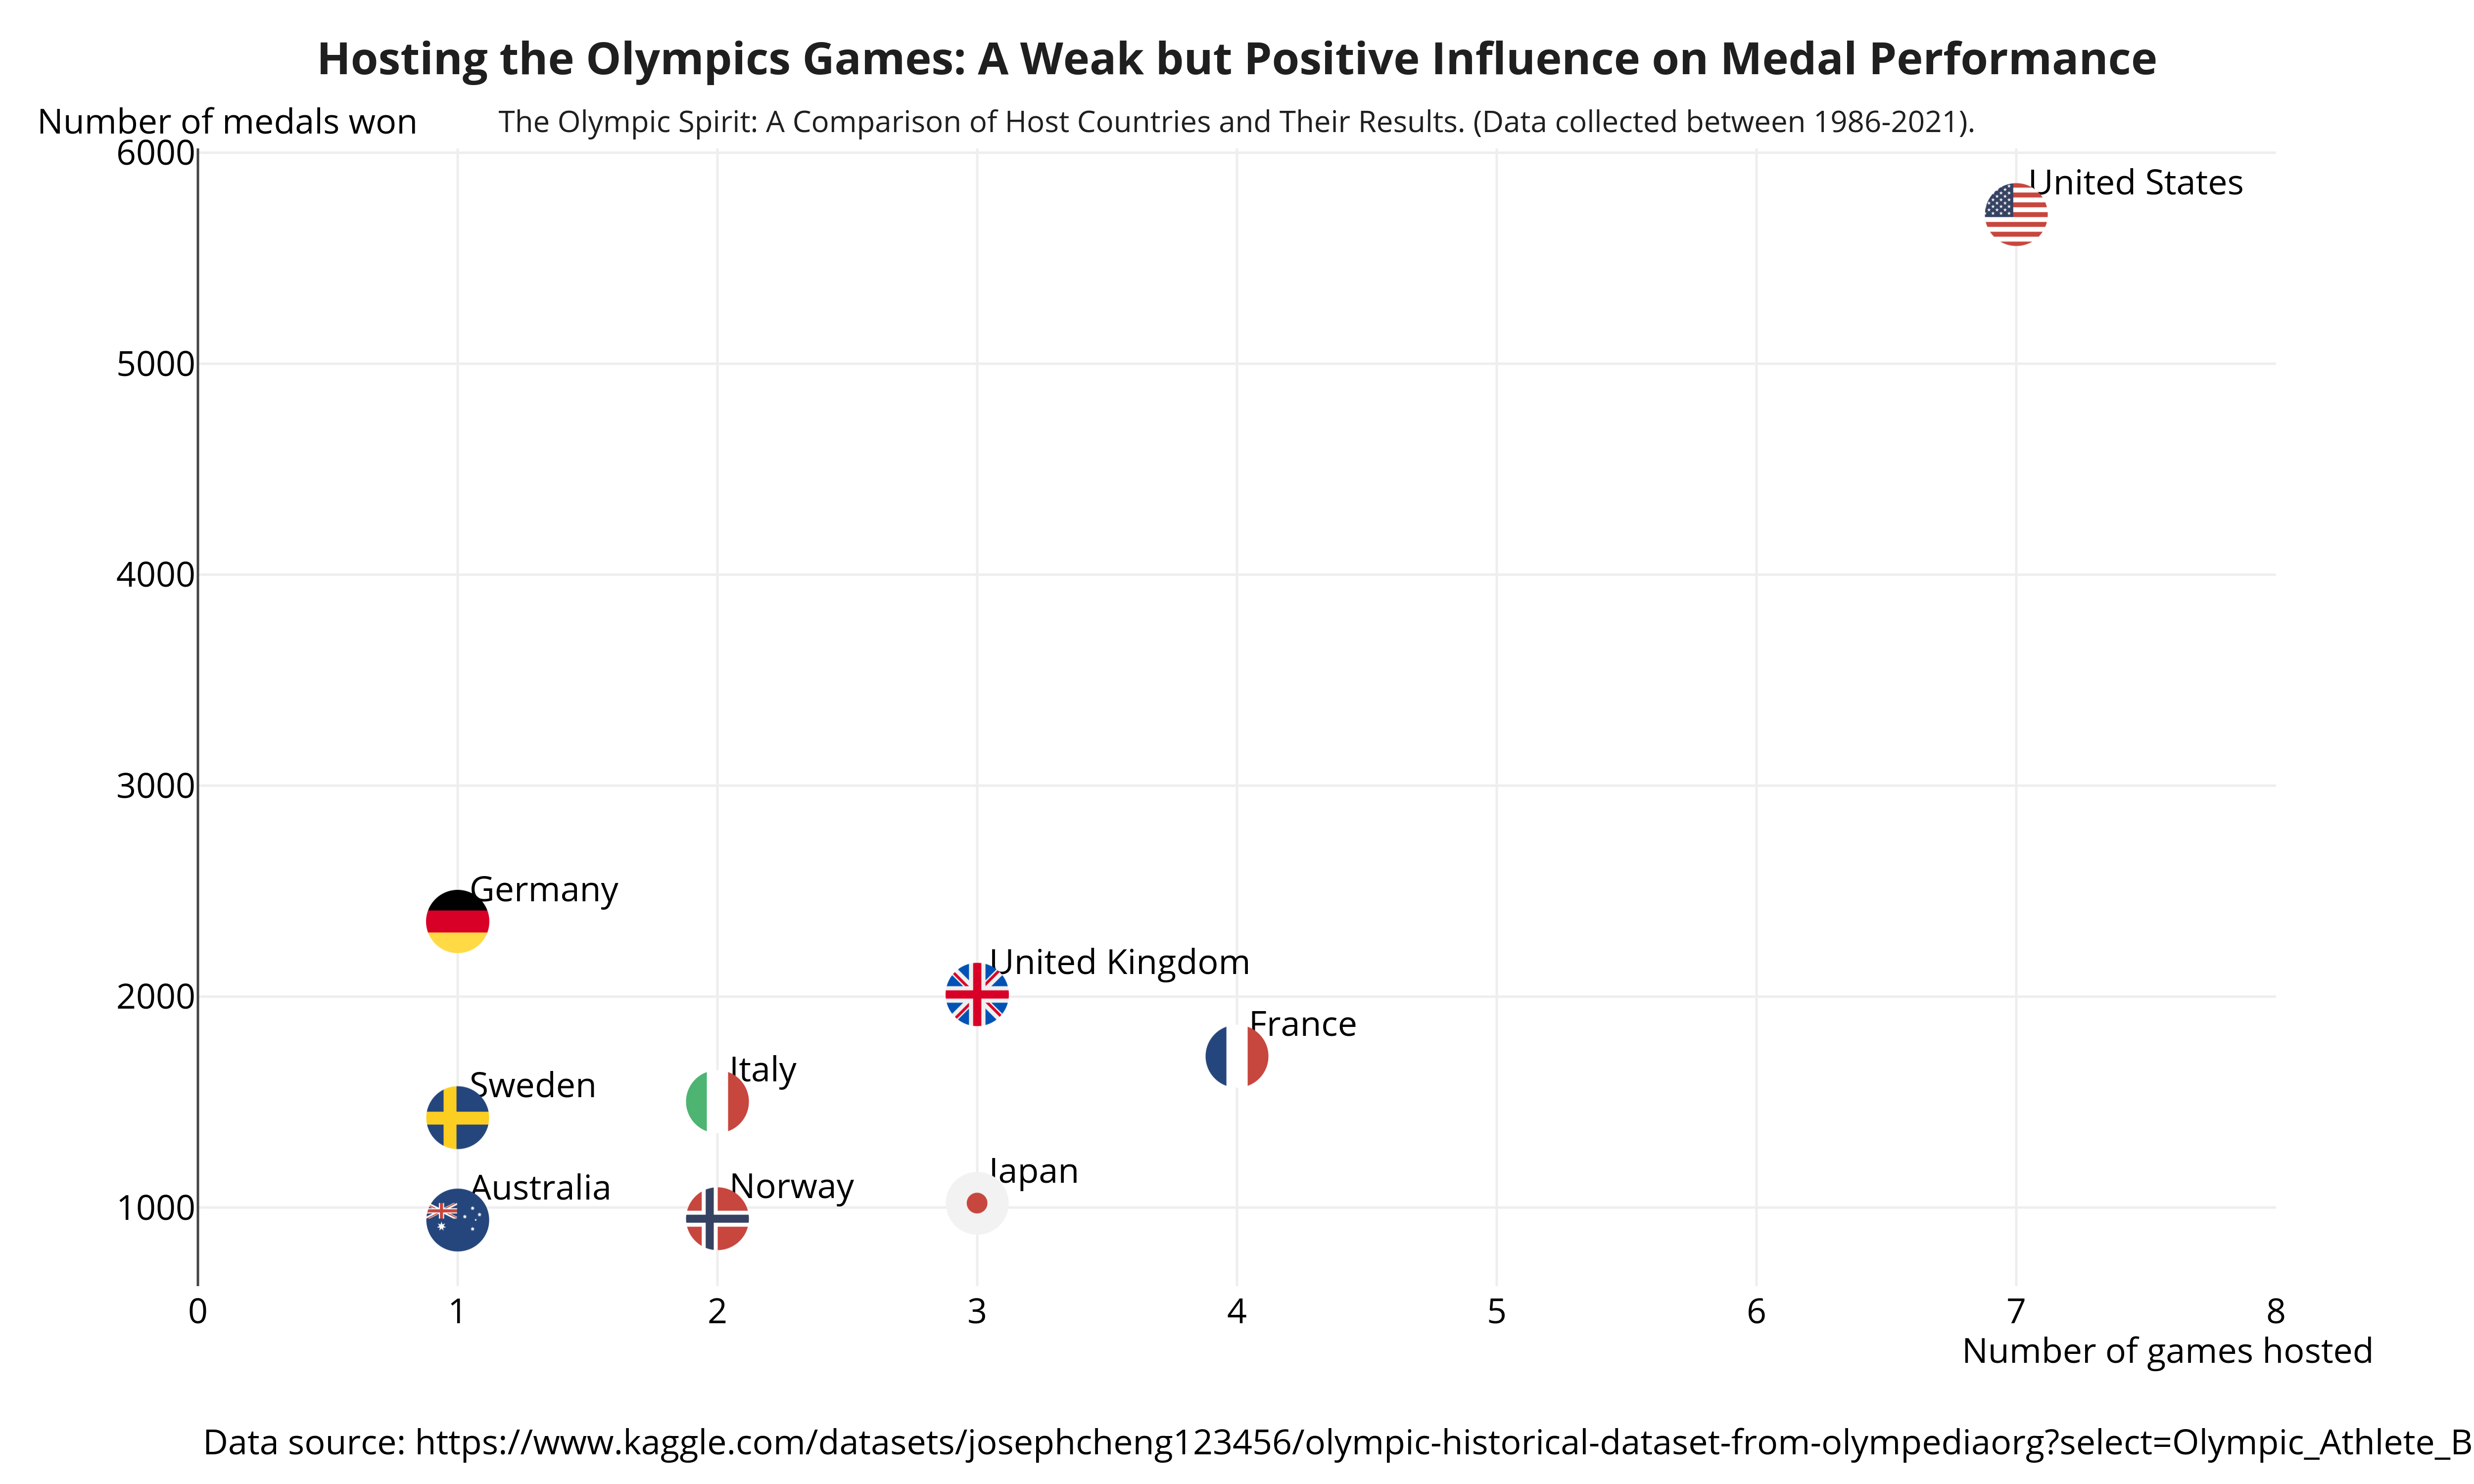 Hosting the Olympics Games: A Weak but Positive Influence on Medal Performance
Number of medals won
The Olympic Spirit: A Comparison of Host Countries and Their Results. (Data collected between 1986-2021).
6000
United States
5000
4000
3000
Germany
United Kingdom
2000
France
Italy
Sweden
Japan
Norway
Australia
1000
0 1 2 3 4 5 6 7 8
Number of games hosted
Data source: https://www.kaggle.com/datasets/josephcheng123456/olympic-historical-dataset-from-olympediaorg?select=Olympic_Athlete_B